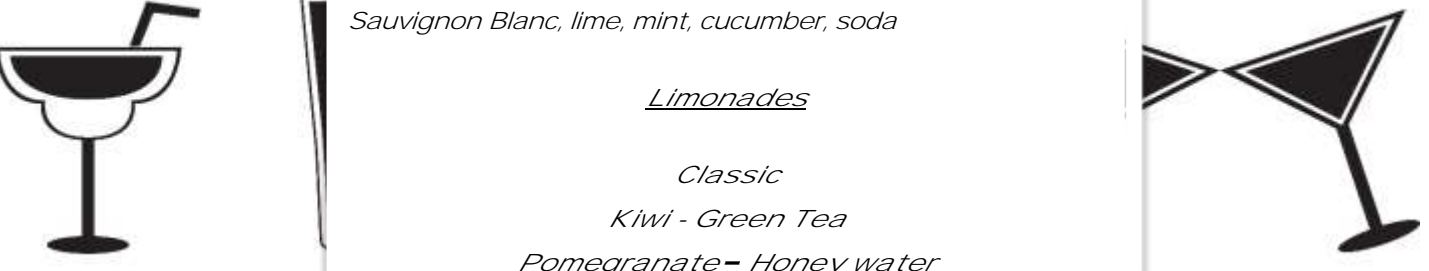 Sauvignon Blanc, lime, mint, cucumber, soda
Limonades
Classic
Kiwi - Green Tea
Pomegranate– Honey water